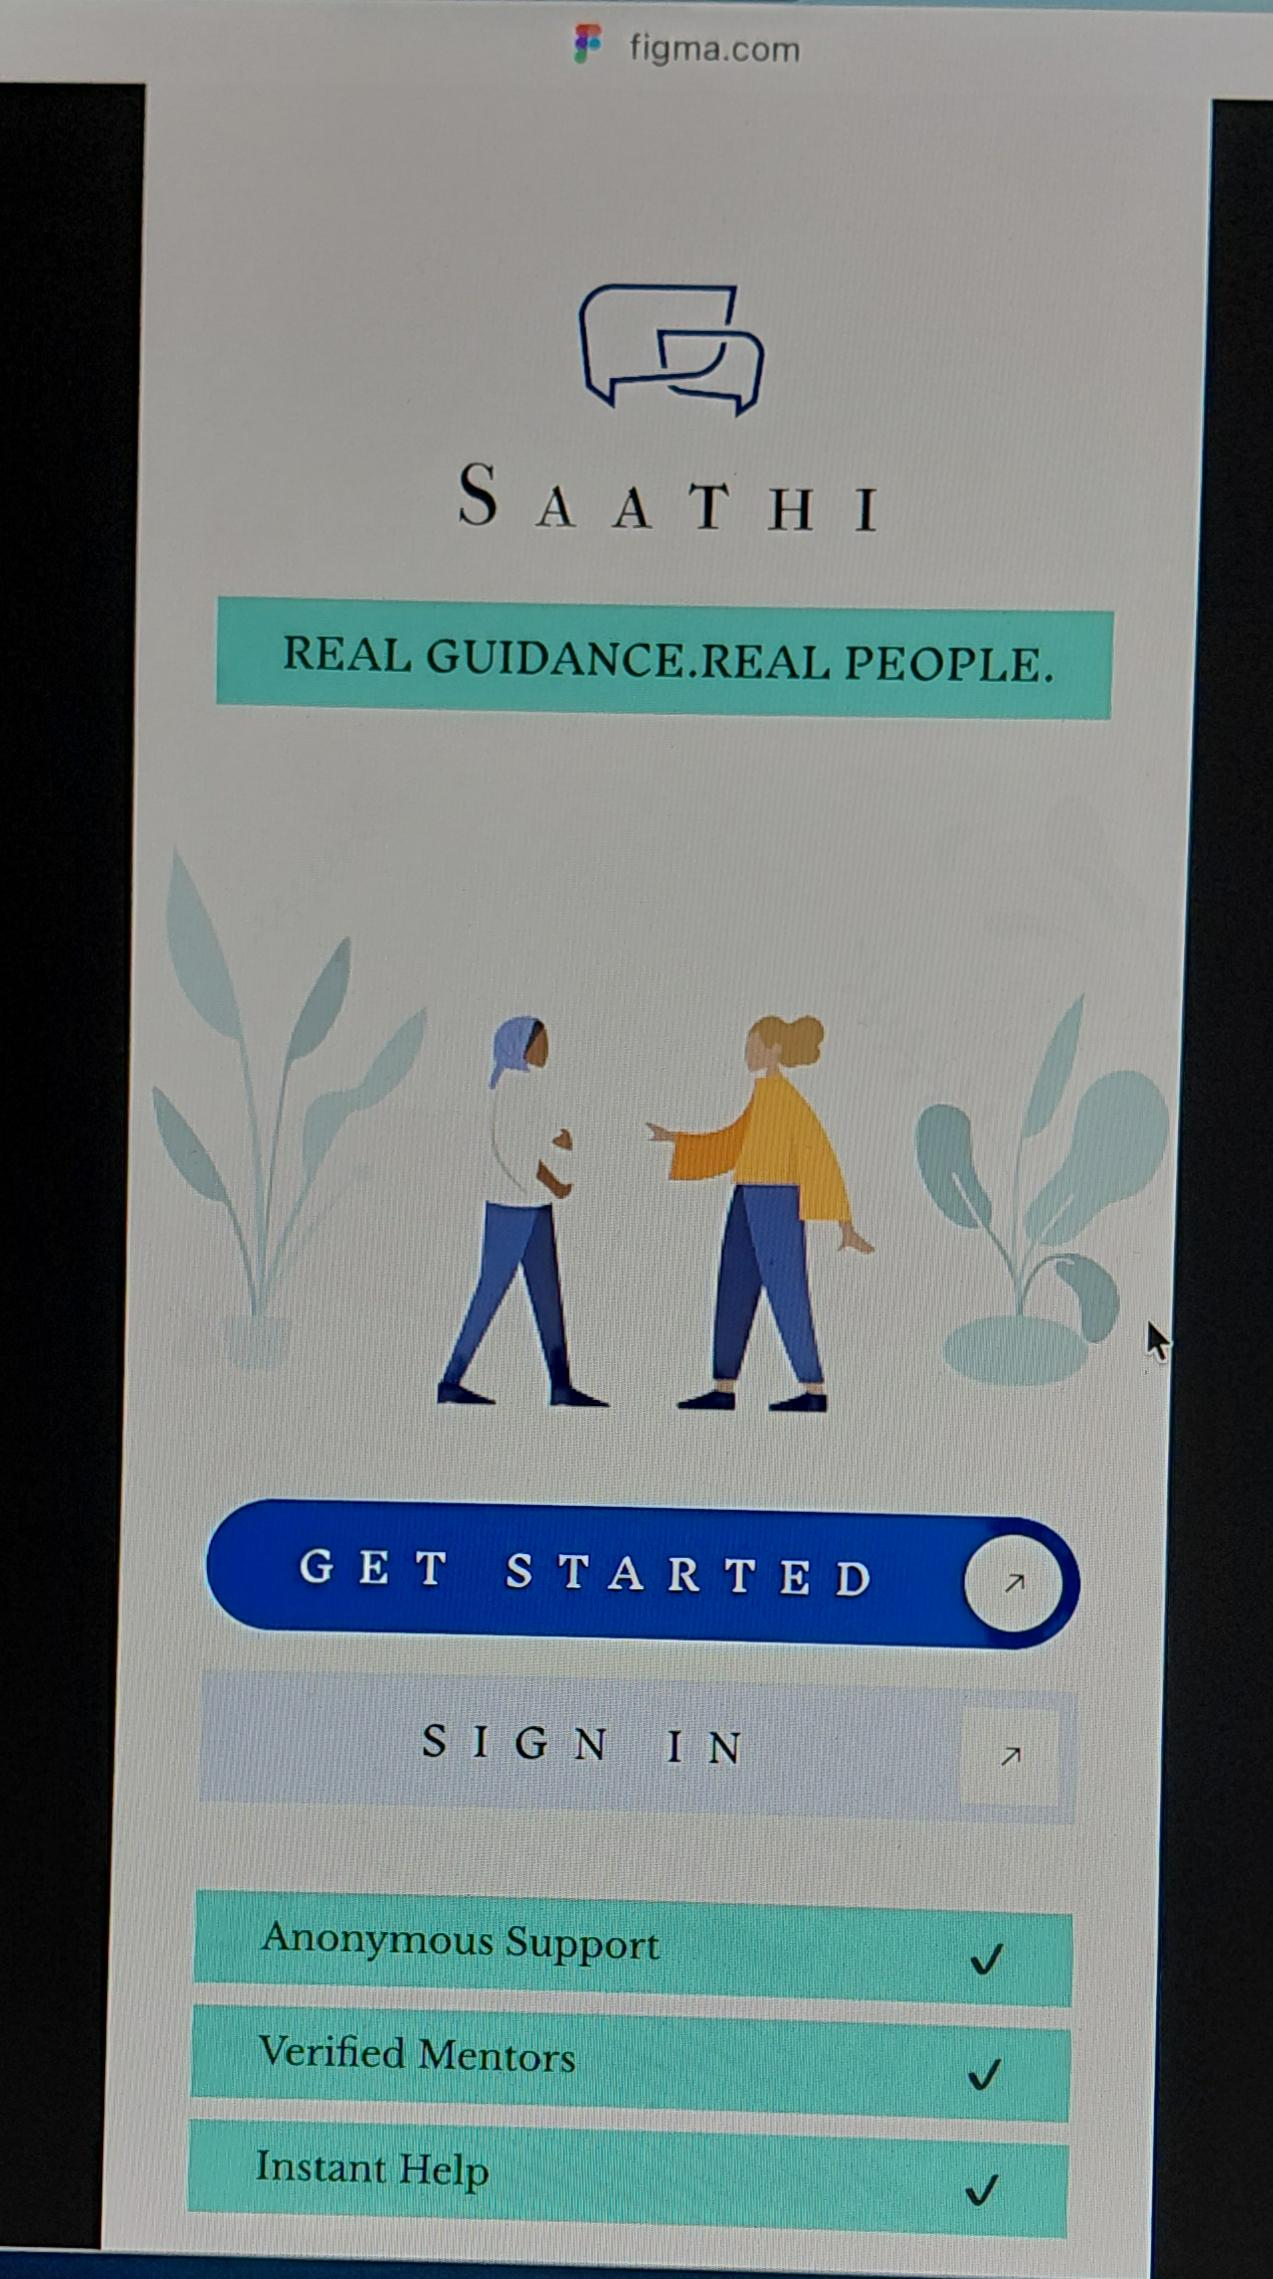 figma.com
SAATHI
REAL GUIDANCE.REAL PEOPLE.
GET STARTED
SIGN IN
Anonymous Support
Verified Mentors
Instant Help